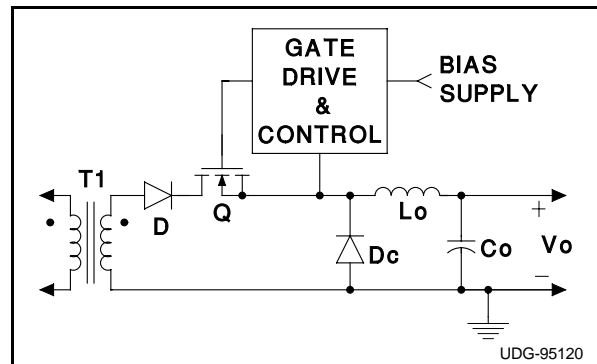 GATE
DRIVE
&
CONTROL
BIAS
SUPPLY
T1
D
Q
Lo
Dc
Co
+
Vo
−
UDG-95120